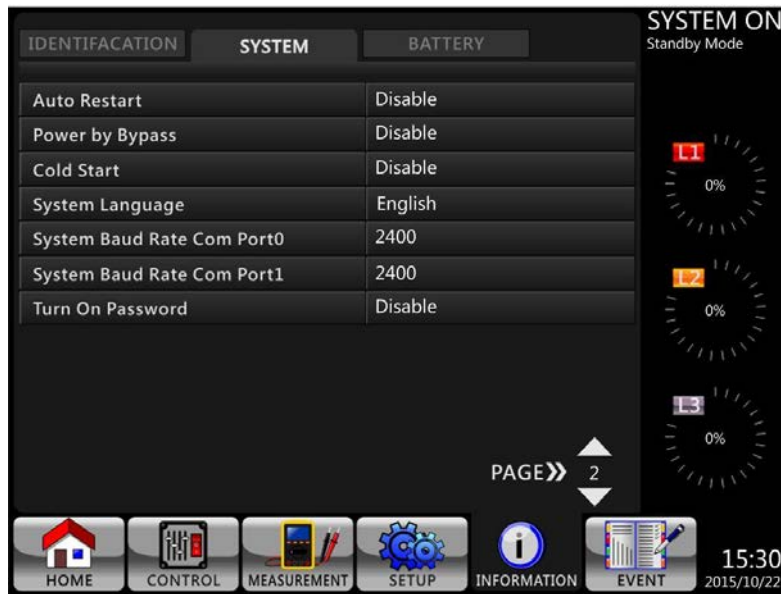 SYSTEM ON
Standby Mode
IDENTIFACATION SYSTEM BATTERY
Auto Restart Disable
Power by Bypass Disable
Cold Start Disable
System Language English
System Baud Rate Com Port0 2400
System Baud Rate Com Port1 2400
Turn On Password Disable
L1
0%
L2
0%
L3
0%
PAGE 2
HOME CONTROL MEASUREMENT SETUP INFORMATION EVENT
15:30
2015/10/22